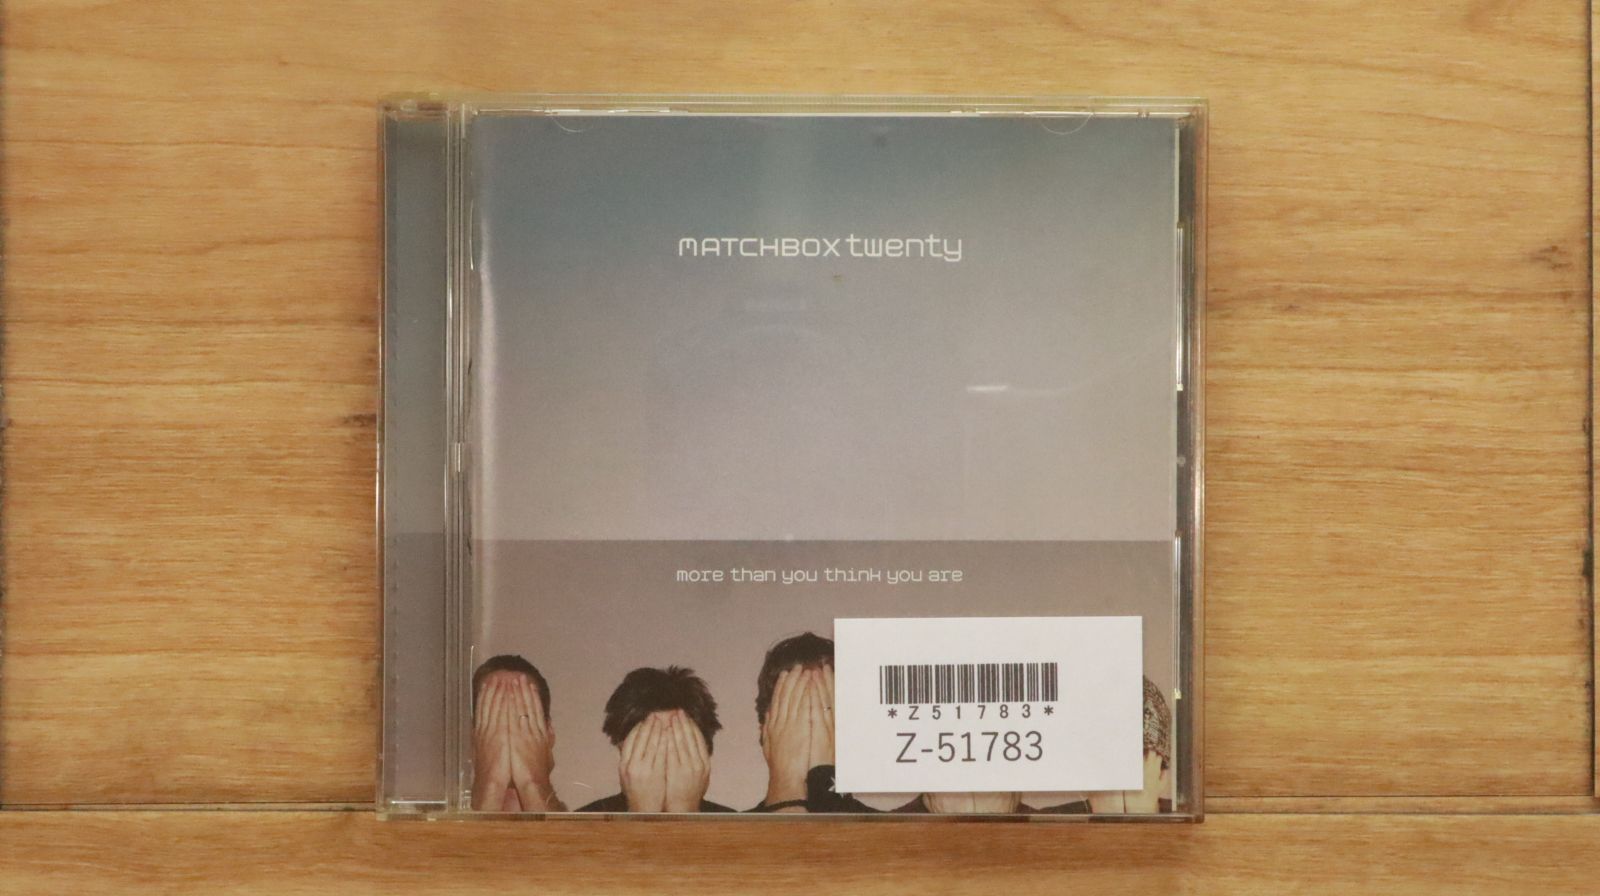 MATCHBOX twenty
more than you think you are
*Z51783*
Z-51783